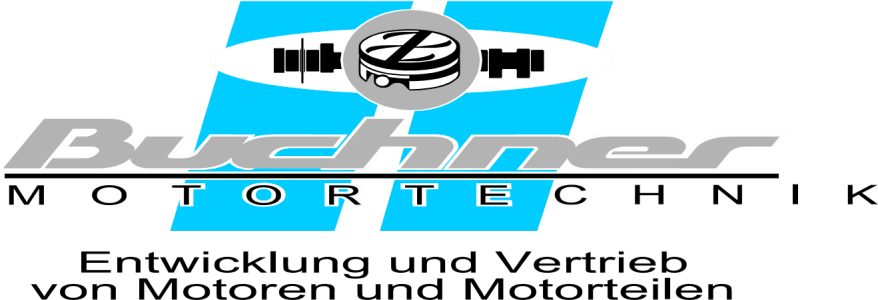 Buchner
MOTORTECHNIK
Entwicklung und Vertrieb
von Motoren und Motorteilen